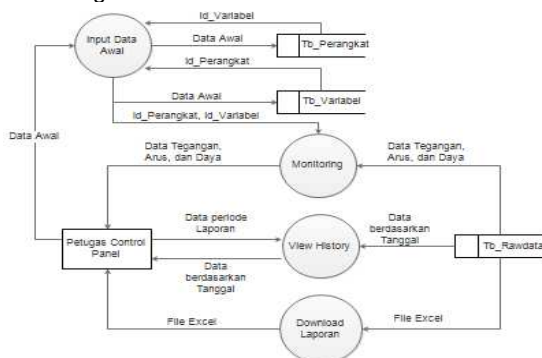 Id_Variabel
Input Data
Awal
Data Awal
Tb_Perangkat
Id_Perangkat
Data Awal
Tb_Variabel
Id_Perangkat, Id_Variabel
Data Awal
Data Tegangan,
Arus, dan Daya
Monitoring
Data Tegangan,
Arus, dan Daya
Data periode
Laporan
Petugas Control
Panel
View History
Data
berdasarkan
Tanggal
Tb_Rawdata
Data
berdasarkan
Tanggal
File Excel
Download
Laporan
File Excel